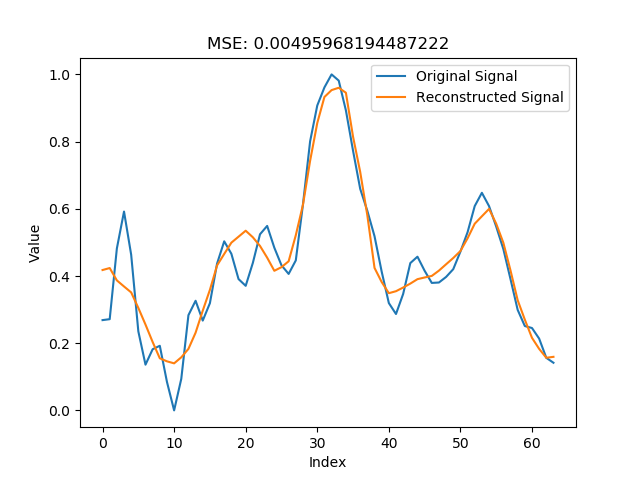 MSE: 0.00495968194487222
Original Signal
Reconstructed Signal
1.0
0.8
0.6
0.4
0.2
0.0
Value
0 10 20 30 40 50 60
Index